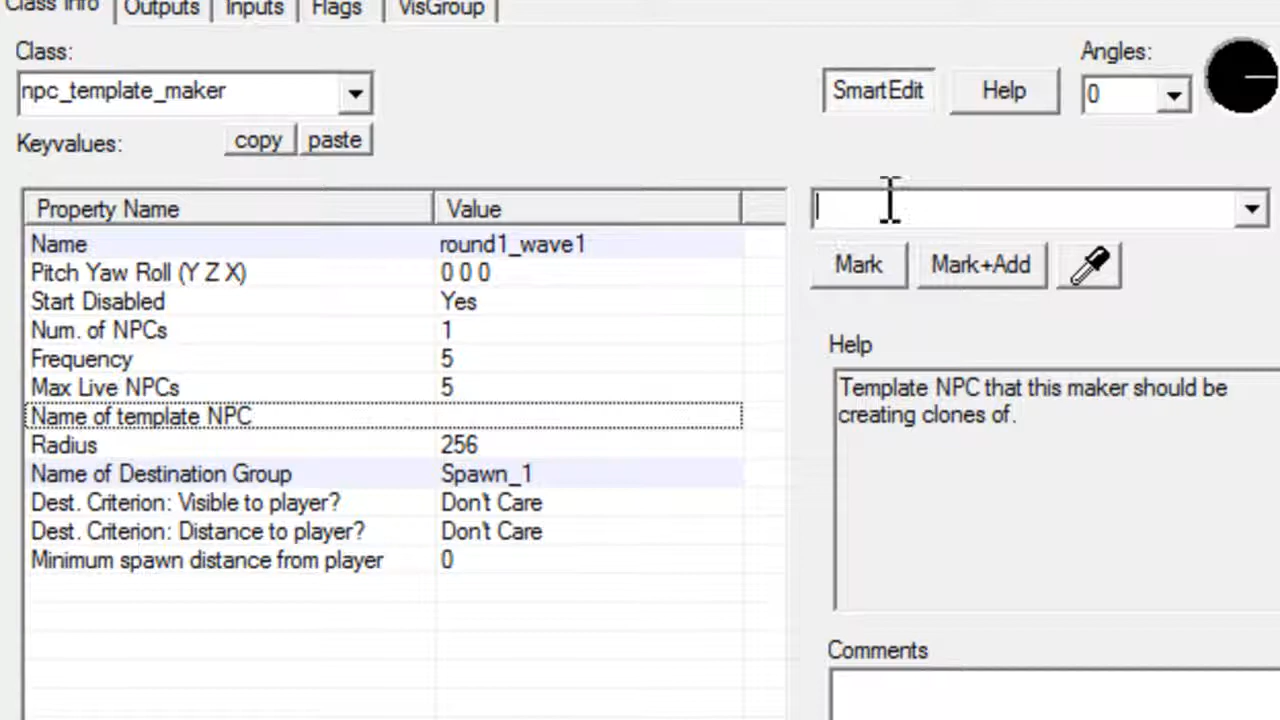 Class Info Outputs Inputs Flags VisGroup
Class:
Angles:
npc_template_maker
SmartEdit
Help
0
Keyvalues:
copy
paste
Property Name Value
Name round1_wave1
Pitch Yaw Roll (Y Z X) 0 0 0
Start Disabled Yes
Num. of NPCs 1
Frequency 5
Max Live NPCs 5
Name of template NPC
Radius 256
Name of Destination Group Spawn_1
Dest. Criterion: Visible to player? Don't Care
Dest. Criterion: Distance to player? Don't Care
Minimum spawn distance from player 0
Mark
Mark+Add
Help
Template NPC that this maker should be
creating clones of.
Comments